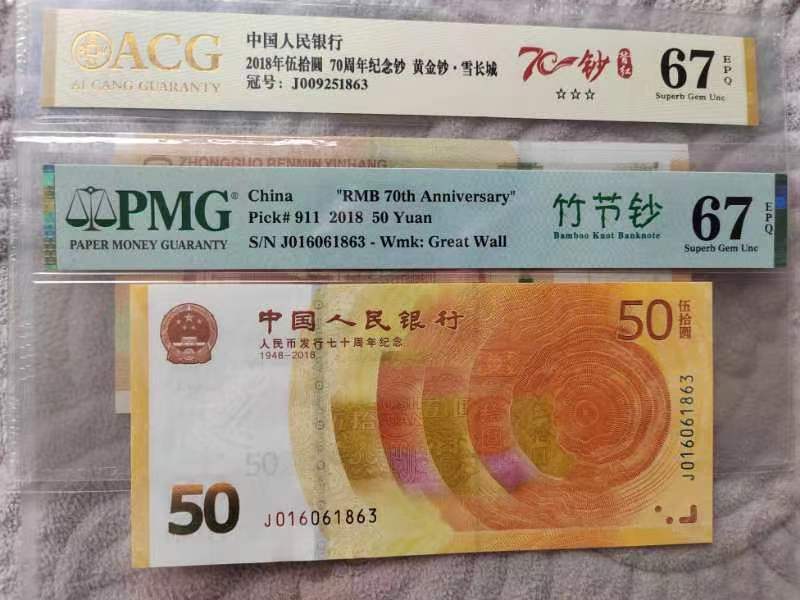 ACG
AI CANG GUARANTY
中国人民银行
2018年伍拾圆 70周年纪念钞 黄金钞·雪长城
冠号：J009251863
70钞
☆☆☆
67
EPQ
Superb Gem Unc
ZHONGGUO RENMIN YINHANG
PMG®
PAPER MONEY GUARANTY
China "RMB 70th Anniversary"
Pick# 911 2018 50 Yuan
S/N J016061863 - Wmk: Great Wall
竹节钞
Bamboo Knot Banknote
67
EPQ
Superb Gem Unc
中国人民银行
人民币发行七十周年纪念
1948-2018
50
伍拾圆
50
50
J016061863
J016061863